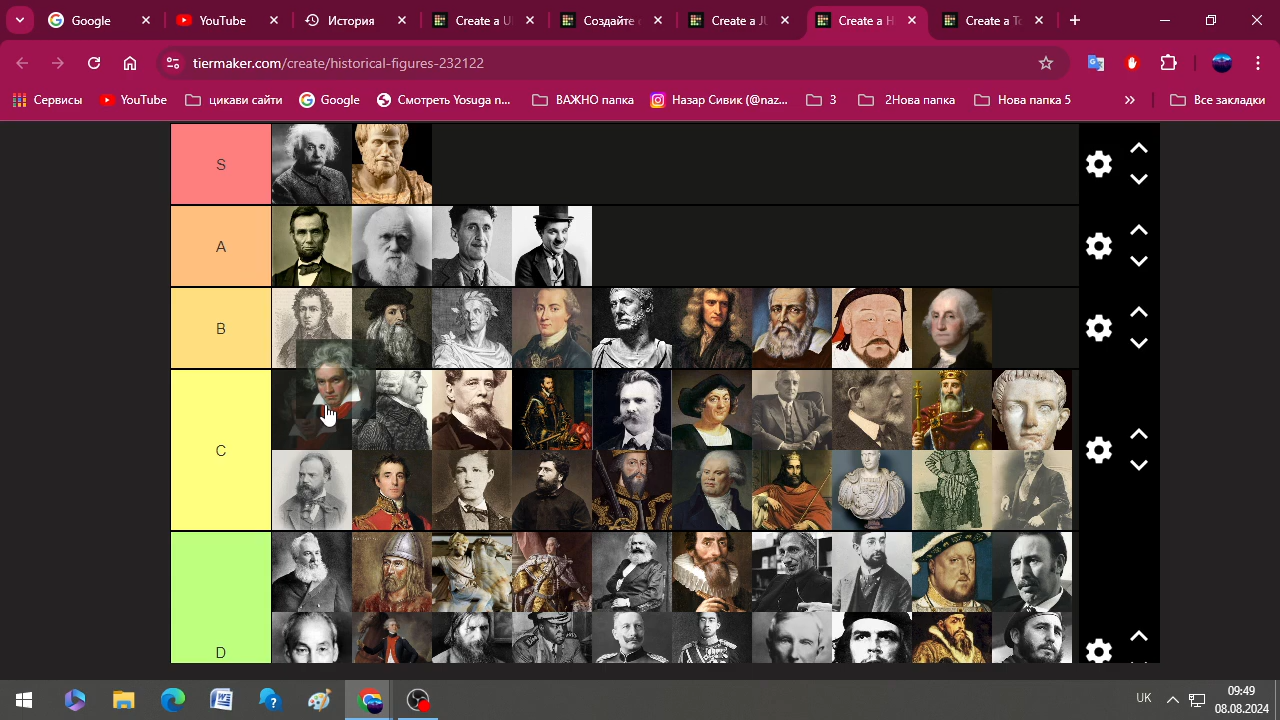 Google
YouTube
История
Create a U
Создайте
Create a JU
Create a H
Create a To
tiermaker.com/create/historical-figures-232122
Сервисы
YouTube
цикави сайти
Google
Смотреть Yosuga n...
ВАЖНО папка
Назар Сивик (@naz...
3
2Нова папка
Нова папка 5
»
Все закладки
S
A
B
C
D
UK
09:49
08.08.2024